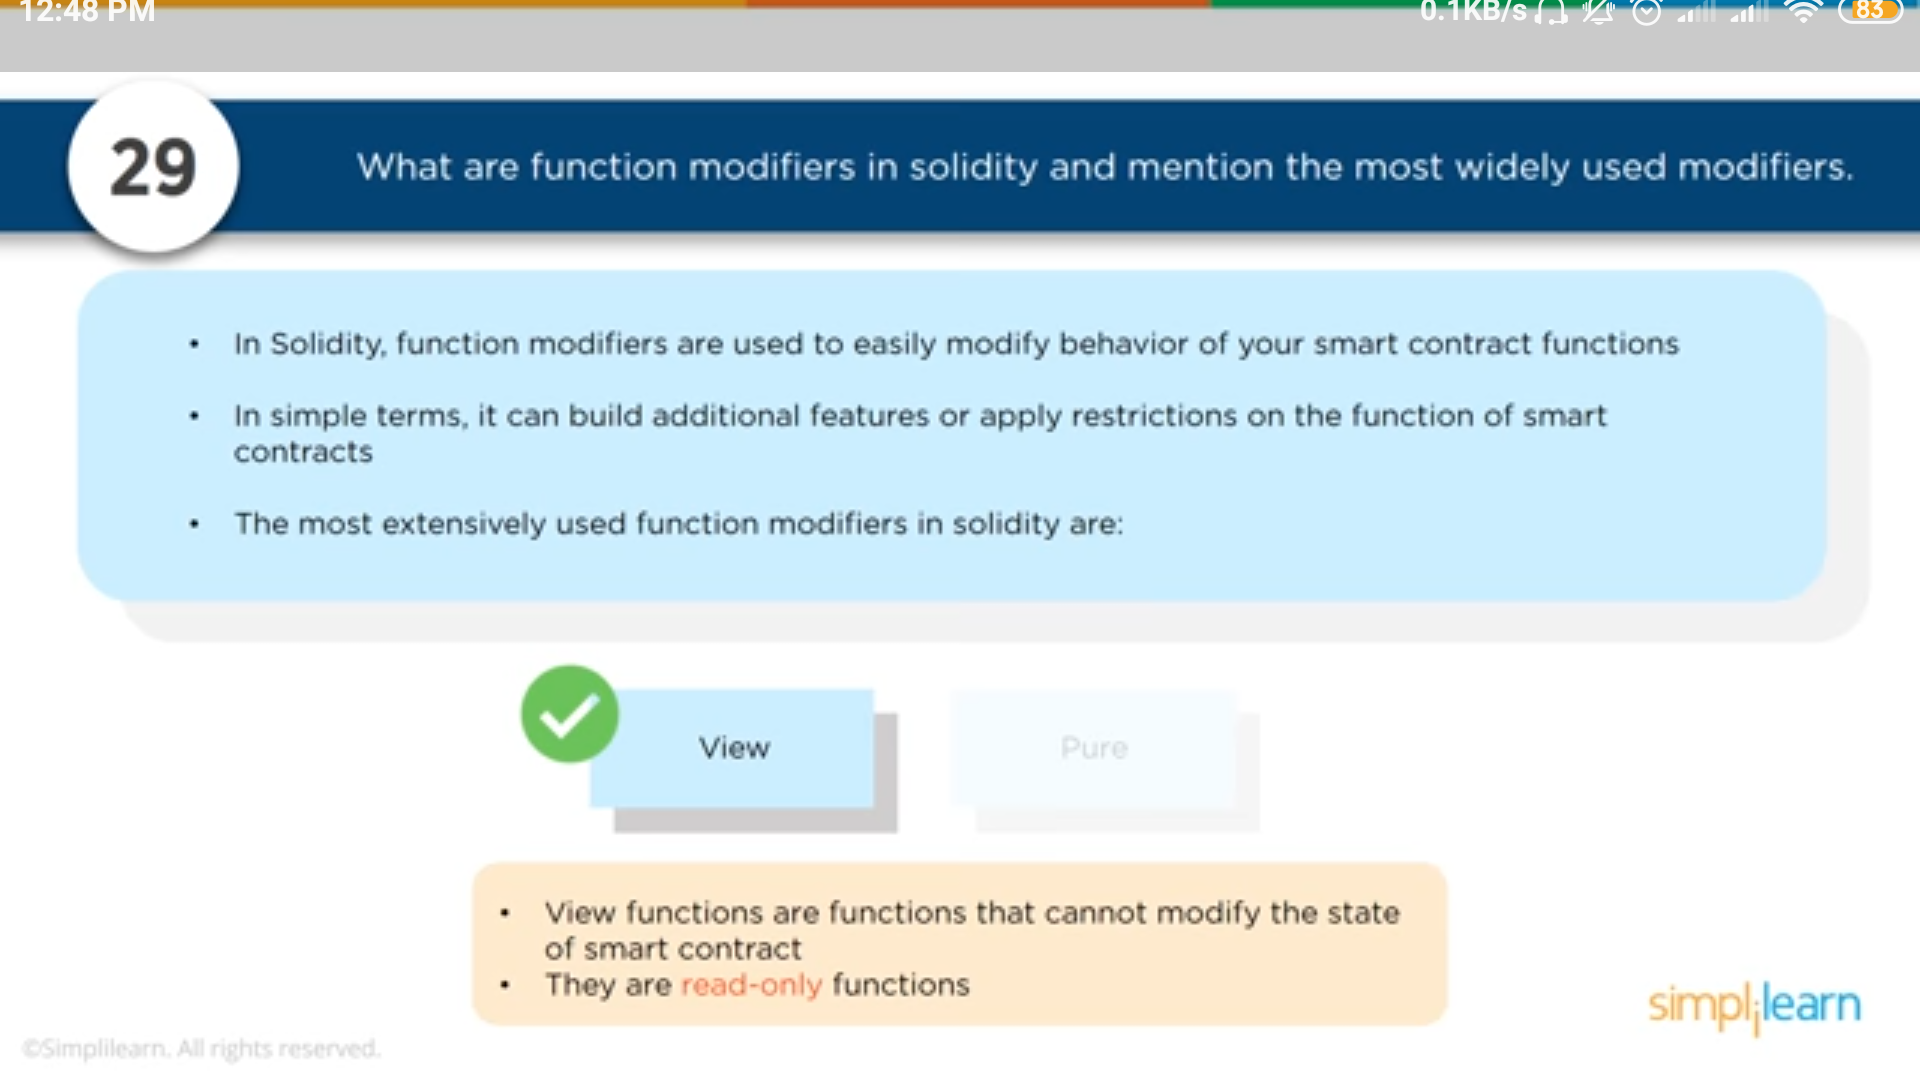 12:48 PM
0.1KB/s
83
29
What are function modifiers in solidity and mention the most widely used modifiers.
• In Solidity, function modifiers are used to easily modify behavior of your smart contract functions
• In simple terms, it can build additional features or apply restrictions on the function of smart
contracts
• The most extensively used function modifiers in solidity are:
View
Pure
• View functions are functions that cannot modify the state
of smart contract
• They are read-only functions
simplilearn
©Simplilearn. All rights reserved.